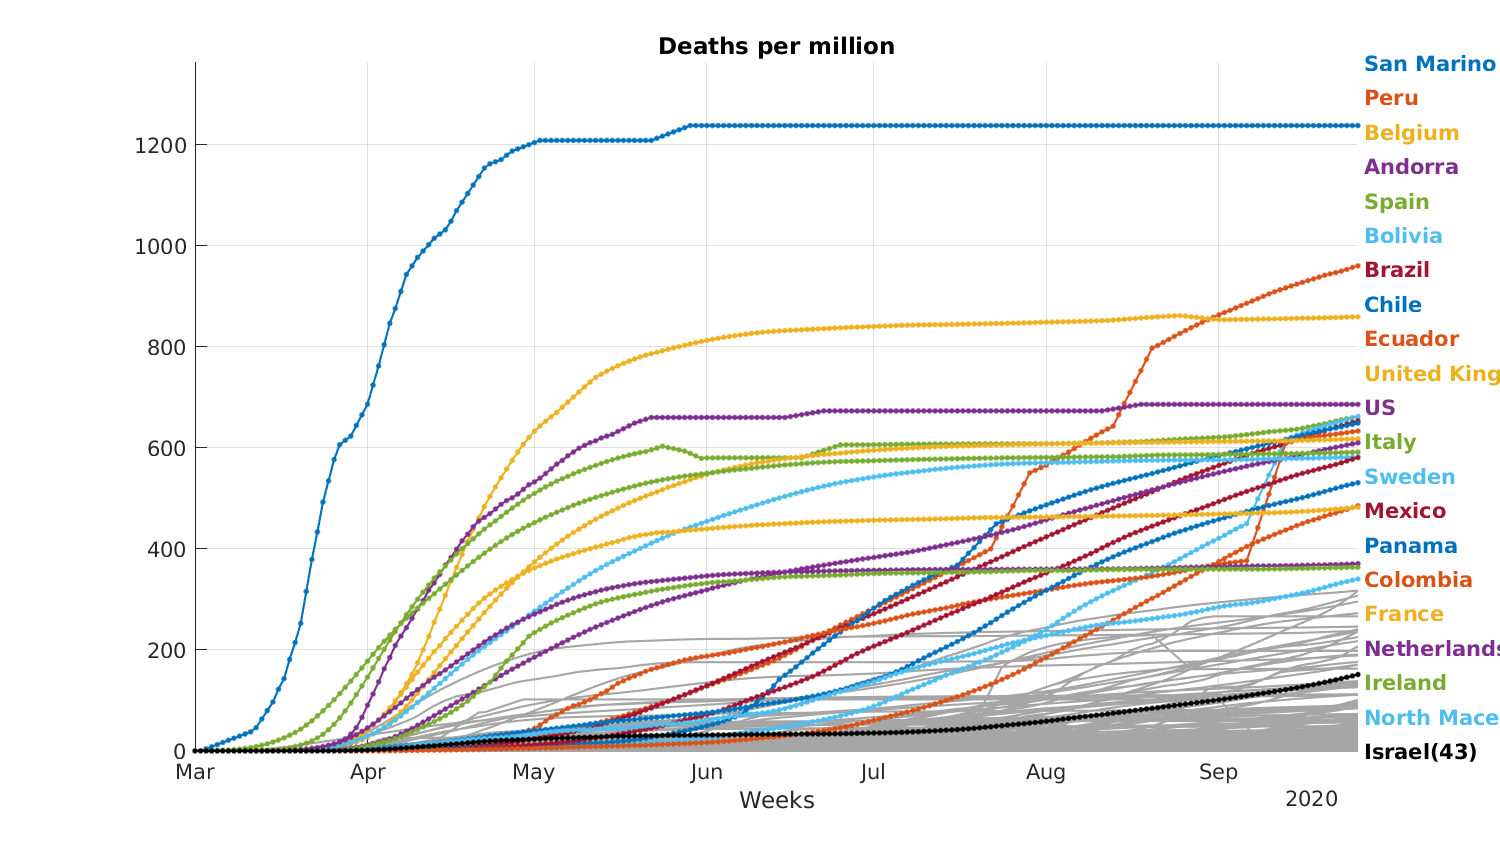 Deaths per million
1200
1000
800
600
400
200
0
Mar
Apr
May
Jun
Jul
Aug
Sep
Weeks
2020
San Marino
Peru
Belgium
Andorra
Spain
Bolivia
Brazil
Chile
Ecuador
United King
US
Italy
Sweden
Mexico
Panama
Colombia
France
Netherlands
Ireland
North Mace
Israel(43)